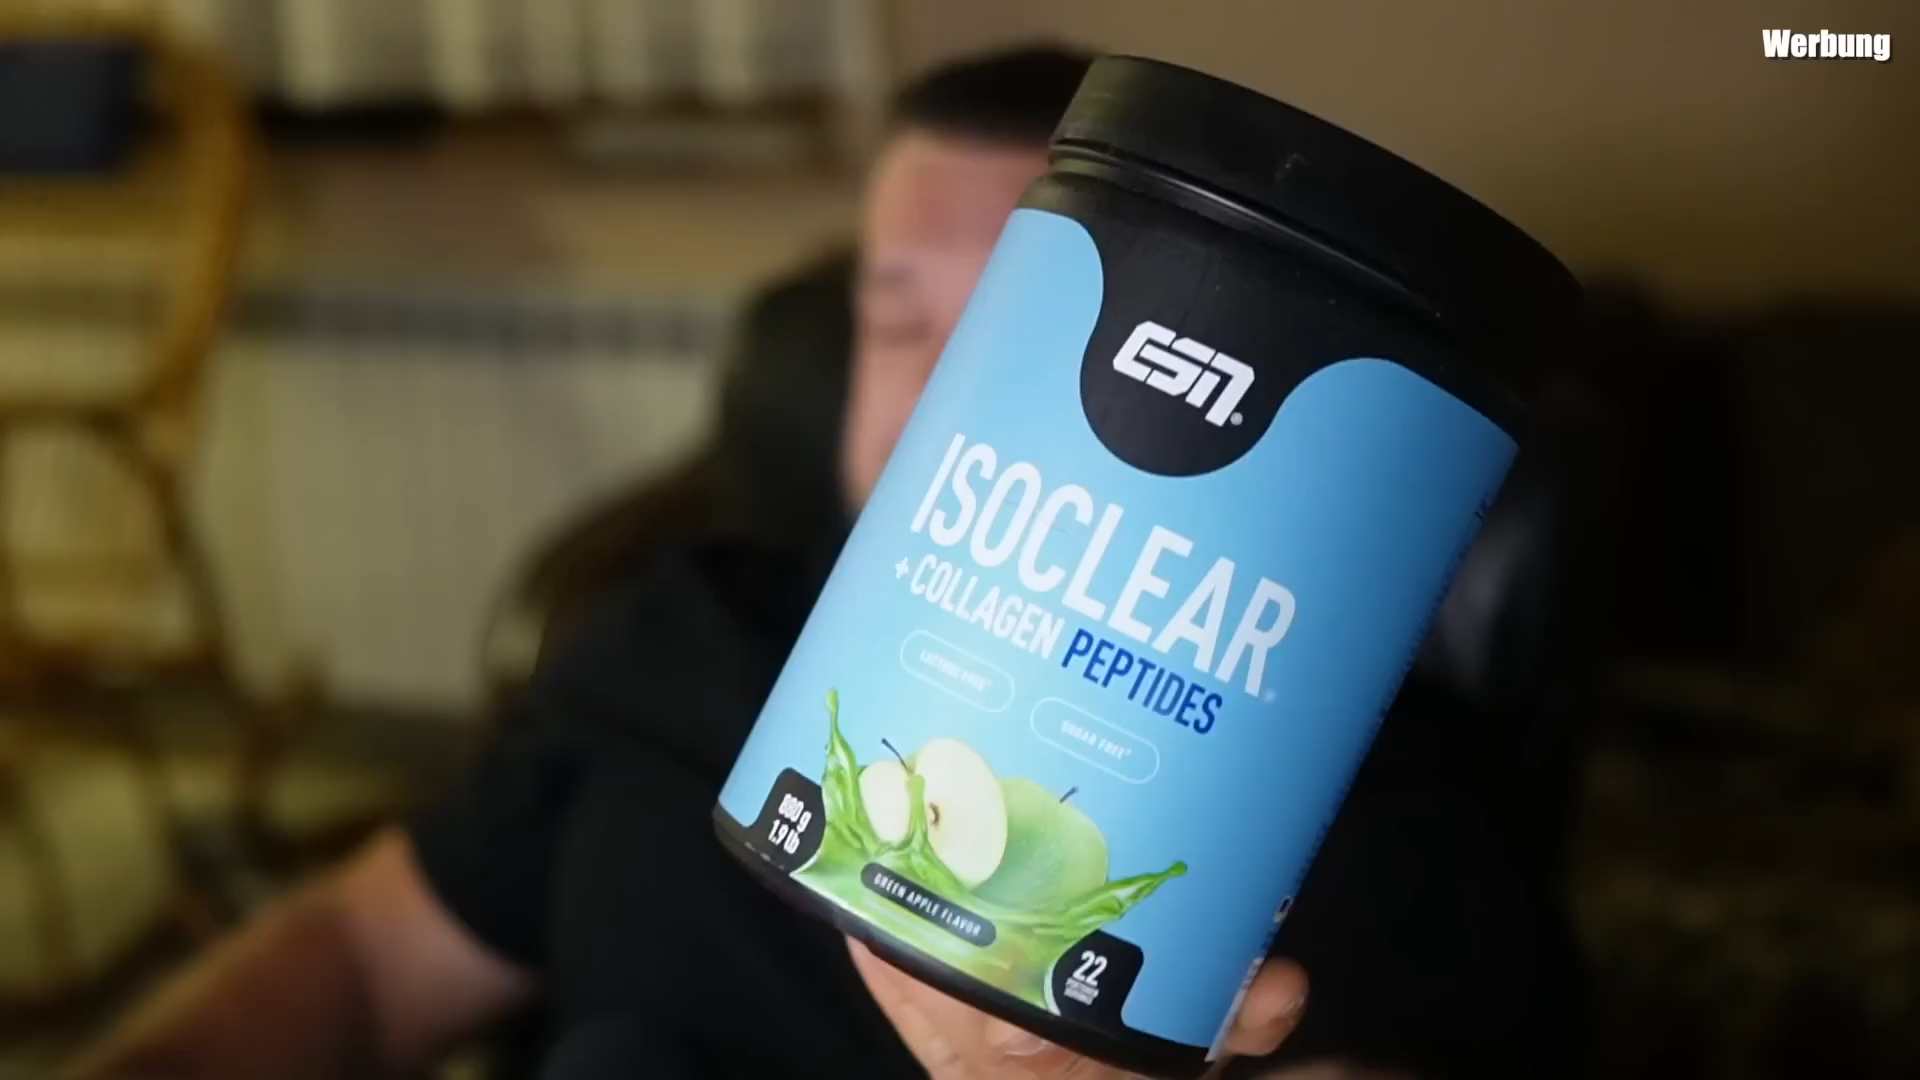 Werbung
ESN
ISOCLEAR
+ COLLAGEN PEPTIDES
LACTOSE FREE*
SUGAR FREE*
1.9 lb
GREEN APPLE FLAVOR
22